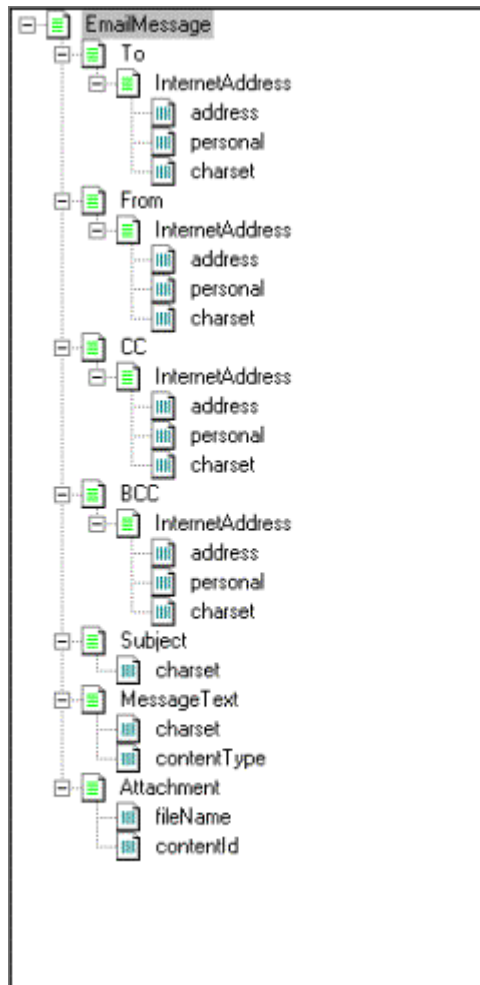 EmailMessage
To
InternetAddress
address
personal
charset
From
InternetAddress
address
personal
charset
CC
InternetAddress
address
personal
charset
BCC
InternetAddress
address
personal
charset
Subject
charset
MessageText
charset
contentType
Attachment
fileName
contentId